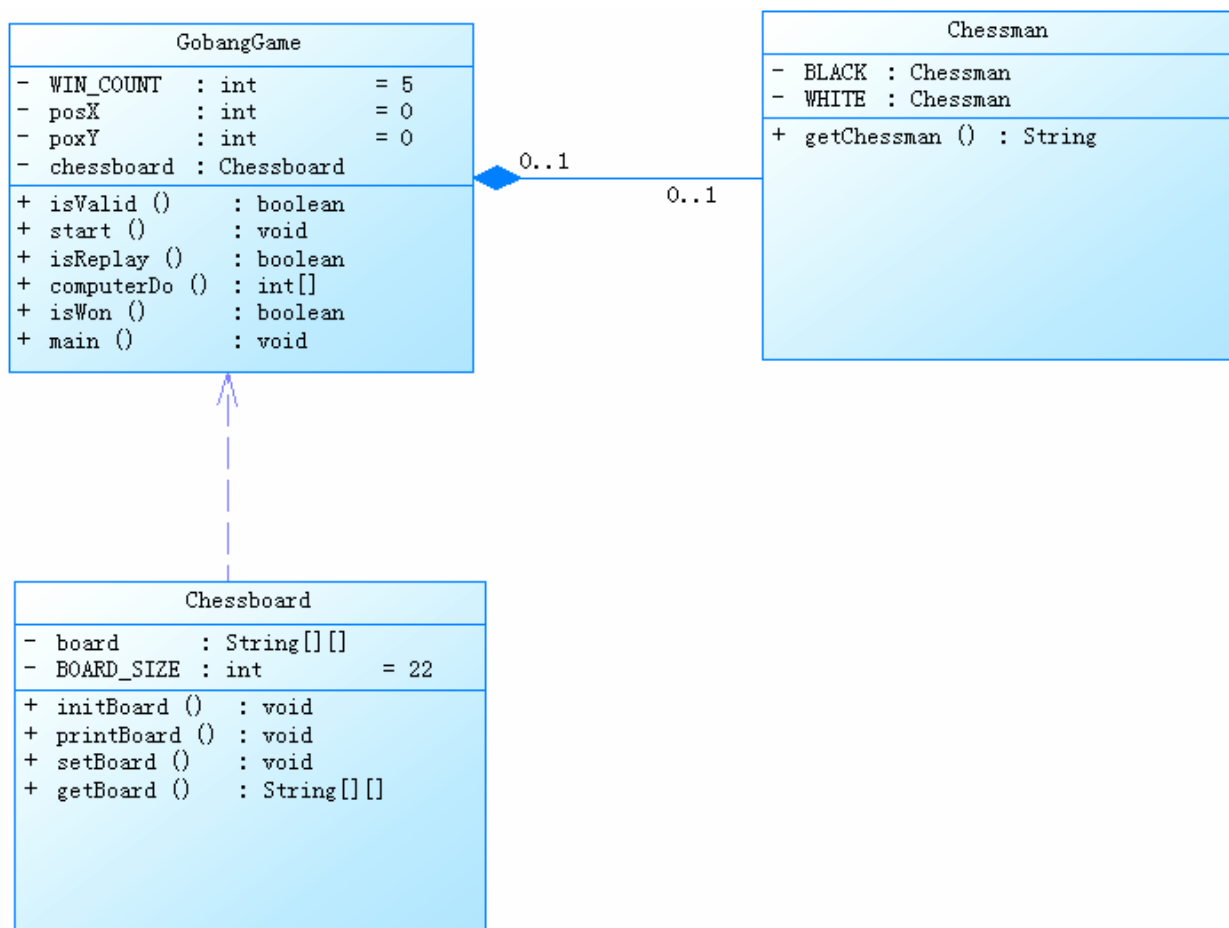 GobangGame
- WIN_COUNT : int = 5
- posX : int = 0
- poxY : int = 0
- chessboard : Chessboard
+ isValid () : boolean
+ start () : void
+ isReplay () : boolean
+ computerDo () : int[]
+ isWon () : boolean
+ main () : void
0..1
0..1
Chessman
- BLACK : Chessman
- WHITE : Chessman
+ getChessman () : String
Chessboard
- board : String[][]
- BOARD_SIZE : int = 22
+ initBoard () : void
+ printBoard () : void
+ setBoard () : void
+ getBoard () : String[][]